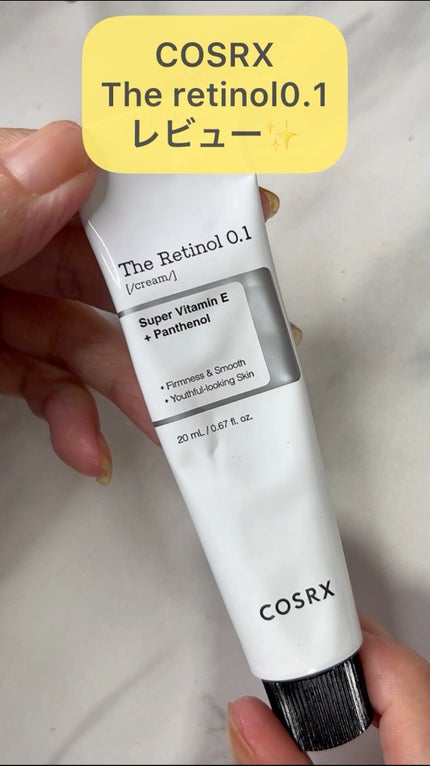 COSRX
The retinol0.1
レビュー✨
The Retinol 0.1
[/cream/]
Super Vitamin E
+ Panthenol
• Firmness & Smooth
• Youthful-looking Skin
20 mL / 0.67 fl. oz.
COSRX